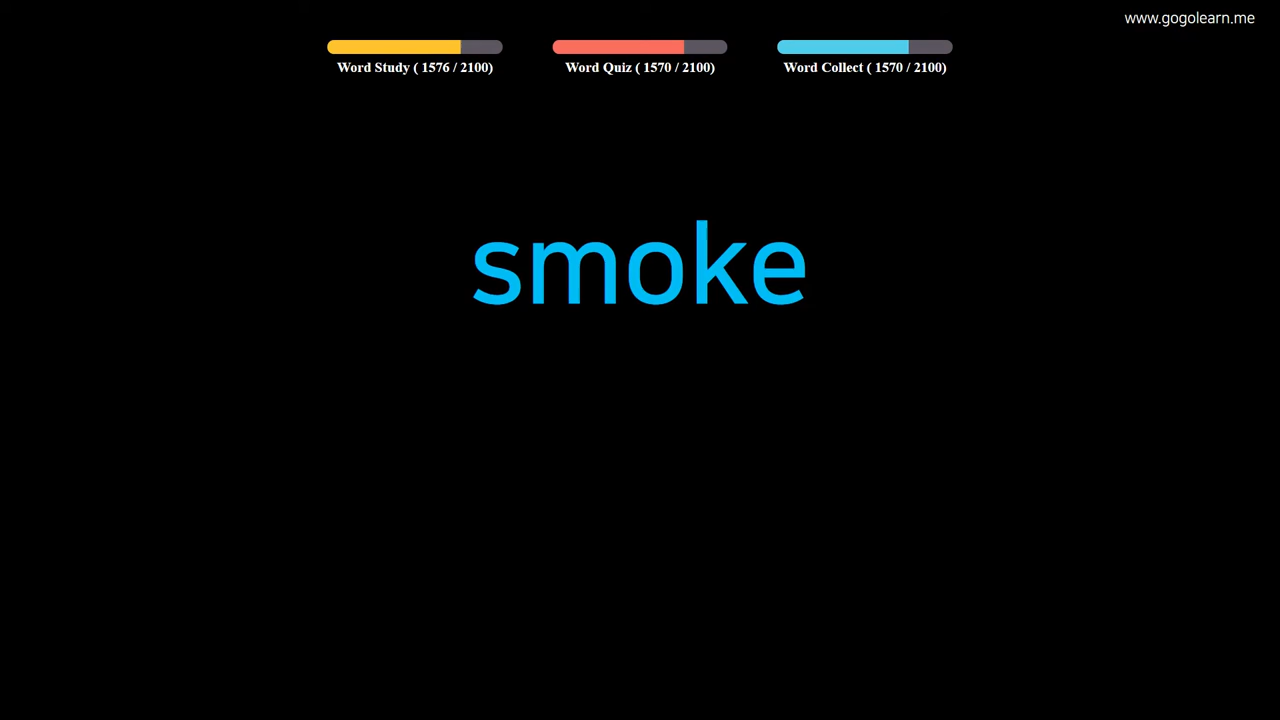 www.gogolearn.me
Word Study ( 1576 / 2100)
Word Quiz ( 1570 / 2100)
Word Collect ( 1570 / 2100)
smoke